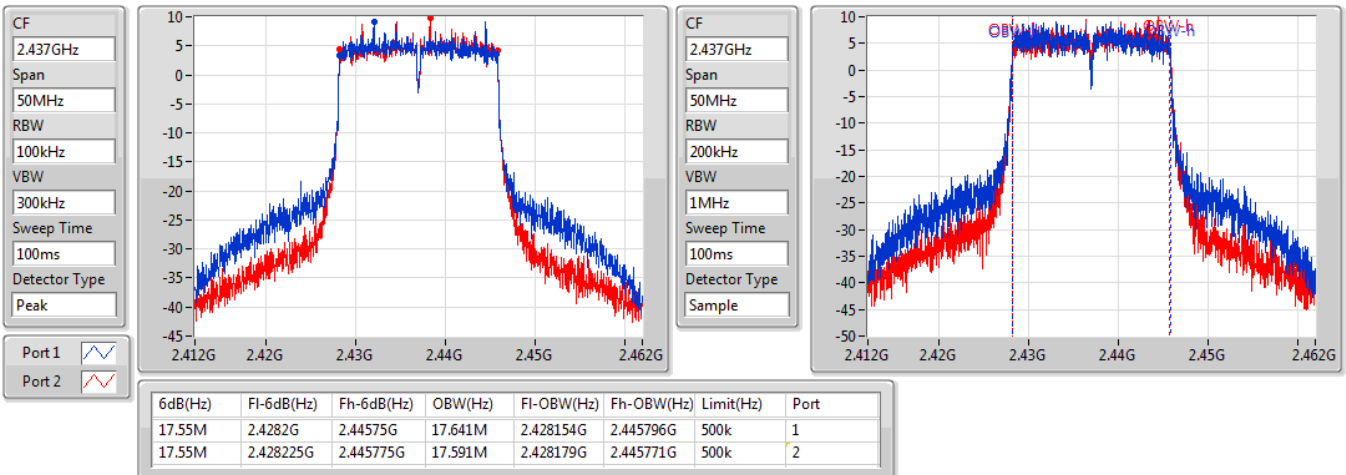 CF
2.437GHz
Span
50MHz
RBW
100kHz
VBW
300kHz
Sweep Time
100ms
Detector Type
Peak
Port 1
Port 2
10
5
0
-5
-10
-15
-20
-25
-30
-35
-40
-45
2.412G 2.42G 2.43G 2.44G 2.45G 2.462G
CF
2.437GHz
Span
50MHz
RBW
200kHz
VBW
1MHz
Sweep Time
100ms
Detector Type
Sample
10
5
0
-5
-10
-15
-20
-25
-30
-35
-40
-45
-50
OBW-h
2.412G 2.42G 2.43G 2.44G 2.45G 2.462G
6dB(Hz) Fl-6dB(Hz) Fh-6dB(Hz) OBW(Hz) Fl-OBW(Hz) Fh-OBW(Hz) Limit(Hz) Port
17.55M 2.4282G 2.44575G 17.641M 2.428154G 2.445796G 500k 1
17.55M 2.428225G 2.445775G 17.591M 2.428179G 2.445771G 500k 2